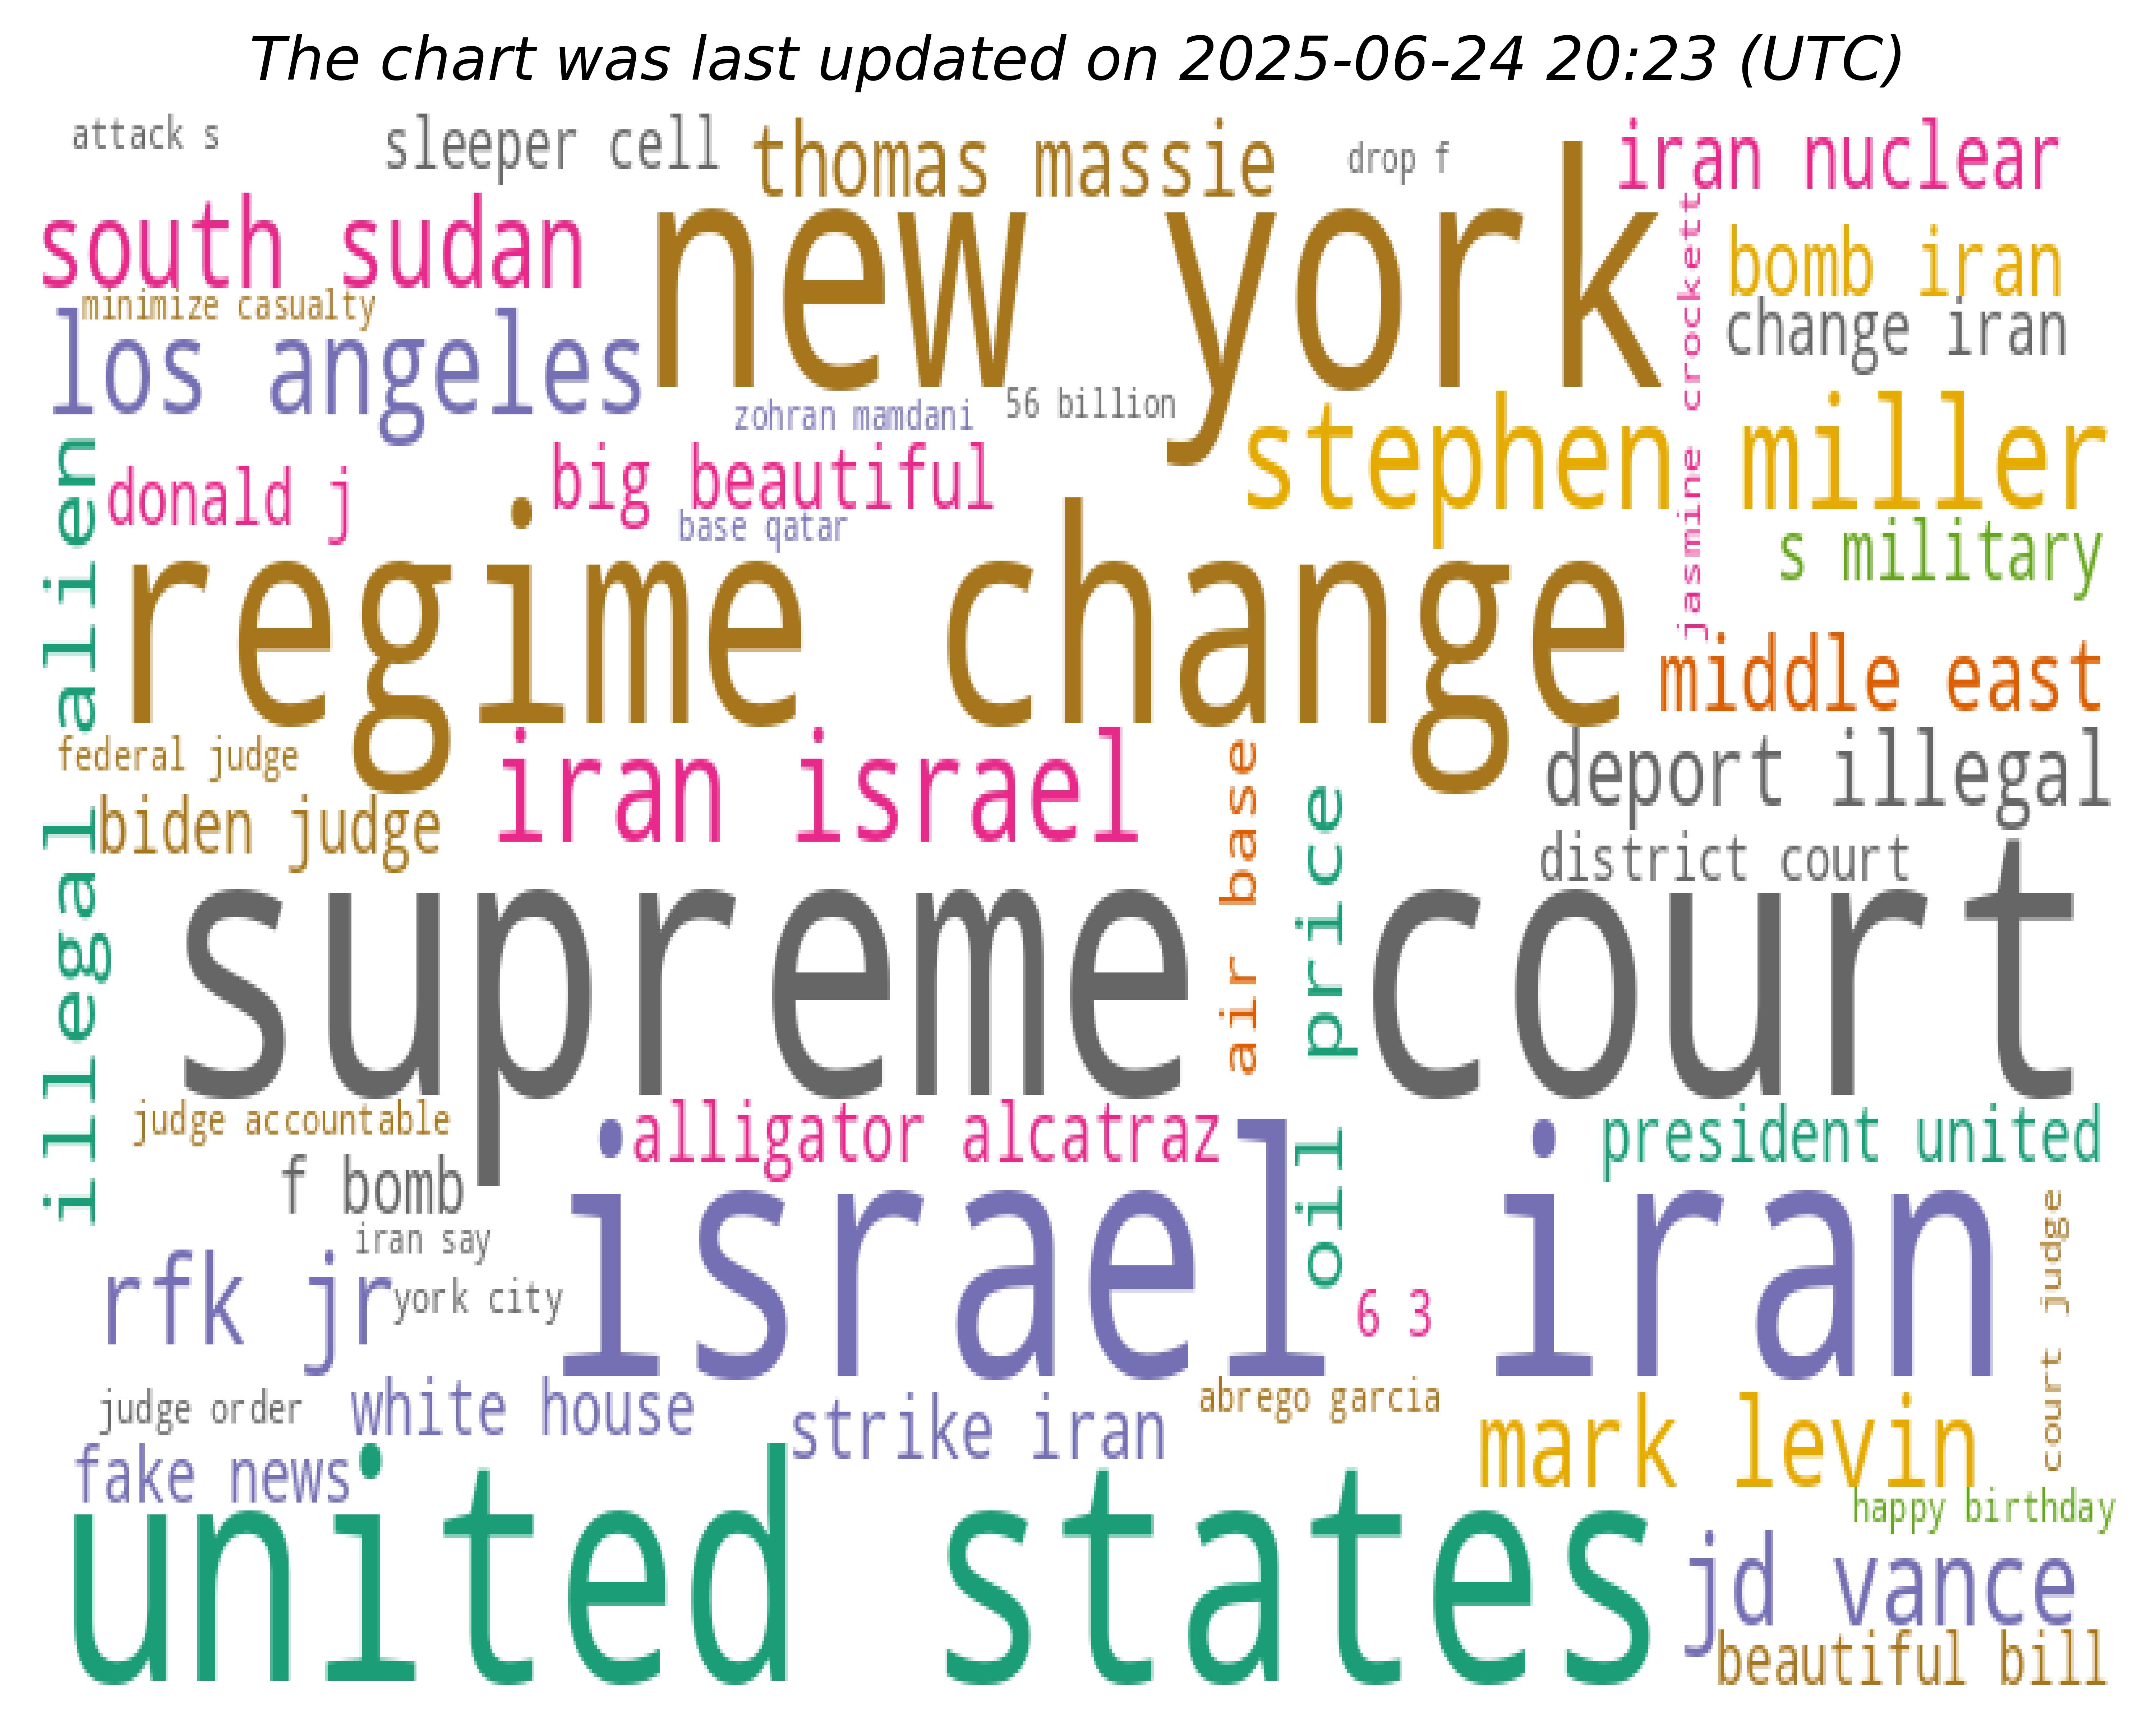 The chart was last updated on 2025-06-24 20:23 (UTC)
attack s
sleeper cell
thomas massie
drop f
iran nuclear
south sudan
new york
jasmine crockett
bomb iran
minimize casualty
change iran
los angeles
zohran mamdani
56 billion
stephen miller
illegal alien
donald j
big beautiful
base qatar
s military
regime change
middle east
federal judge
iran israel
air base
oil price
deport illegal
biden judge
district court
supreme court
judge accountable
alligator alcatraz
president united
f bomb
israel iran
iran say
court judge
rfk jr
york city
6 3
judge order
white house
strike iran
abrego garcia
mark levin
fake news
united states
happy birthday
jd vance
beautiful bill